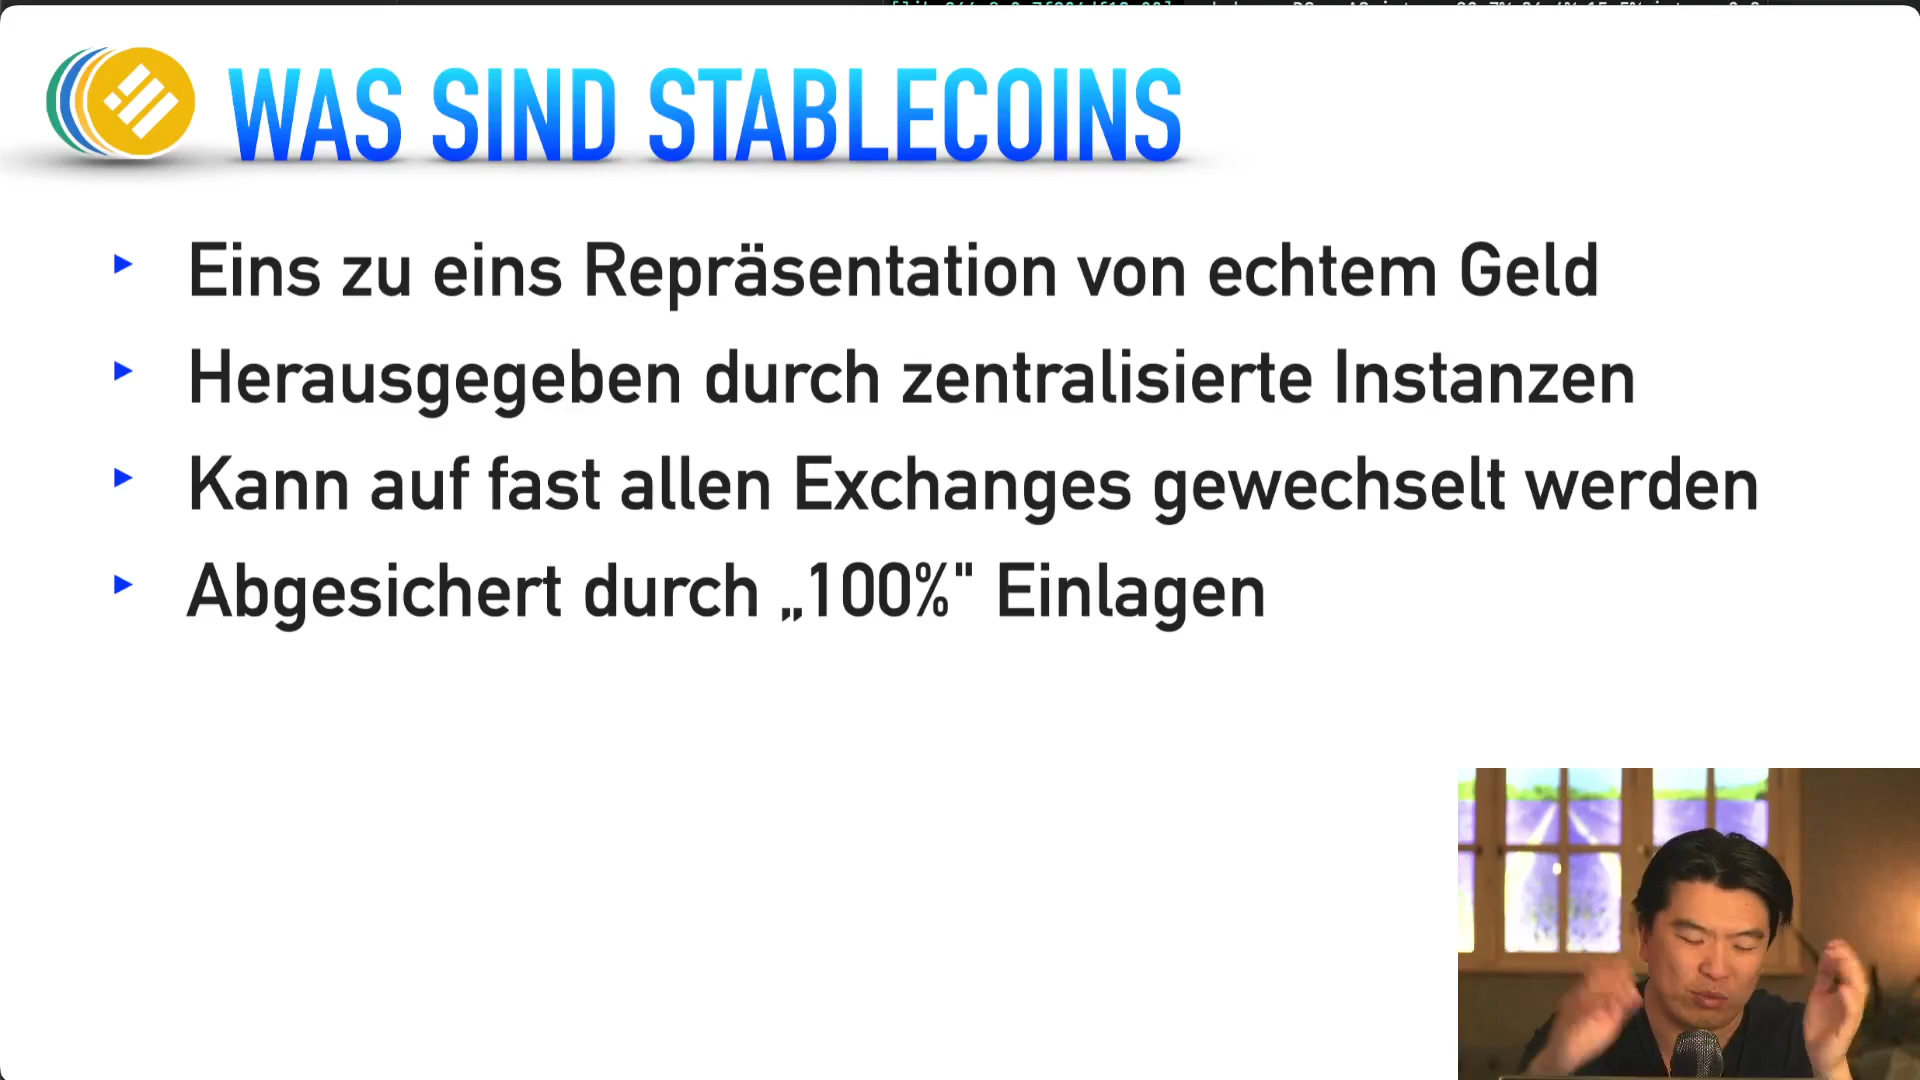 WAS SIND STABLECOINS
Eins zu eins Repräsentation von echtem Geld
Herausgegeben durch zentralisierte Instanzen
Kann auf fast allen Exchanges gewechselt werden
Abgesichert durch „100%" Einlagen